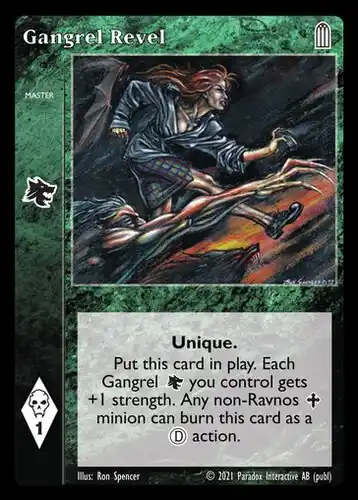 Gangrel Revel
MASTER
Unique.
Put this card in play. Each
Gangrel you control gets
+1 strength. Any non-Ravnos
minion can burn this card as a
D action.
1
Illus: Ron Spencer
© 2021 Paradox Interactive AB (publ)